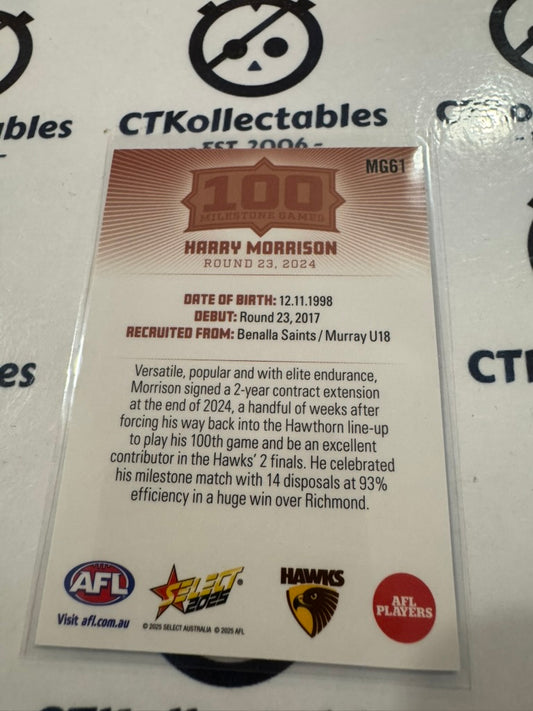 CTKollectables
EST. 2006 -
ables
MG61
100
MILESTONE GAMES
HARRY MORRISON
ROUND 23, 2024
DATE OF BIRTH: 12.11.1998
DEBUT: Round 23, 2017
RECRUITED FROM: Benalla Saints / Murray U18
Versatile, popular and with elite endurance,
Morrison signed a 2-year contract extension
at the end of 2024, a handful of weeks after
forcing his way back into the Hawthorn line-up
to play his 100th game and be an excellent
contributor in the Hawks' 2 finals. He celebrated
his milestone match with 14 disposals at 93%
efficiency in a huge win over Richmond.
es
CTK
AFL
Visit afl.com.au
SELECT
2025
© 2025 SELECT AUSTRALIA © 2025 AFL
HAWKS
AFL
PLAYERS